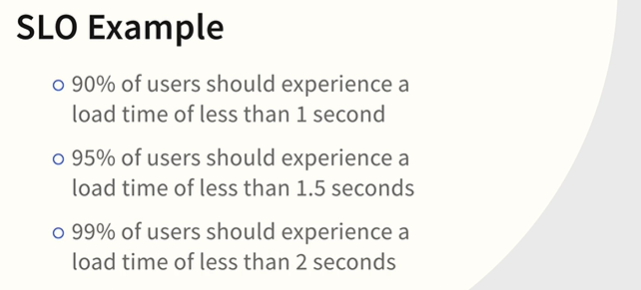 SLO Example
90% of users should experience a
load time of less than 1 second
95% of users should experience a
load time of less than 1.5 seconds
99% of users should experience a
load time of less than 2 seconds